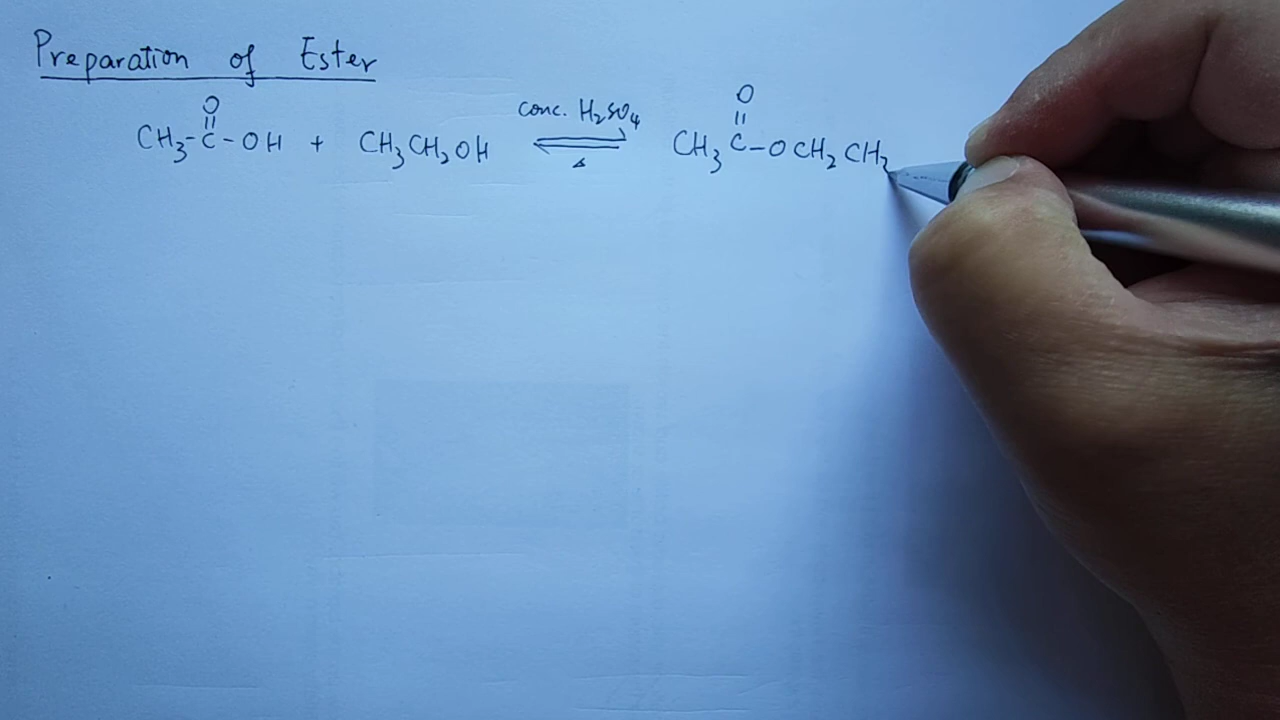 Preparation of Ester
O
CH3-C-OH + CH3CH2OH conc. H2SO4 ⇌ Δ CH3C-OCH2CH3
O